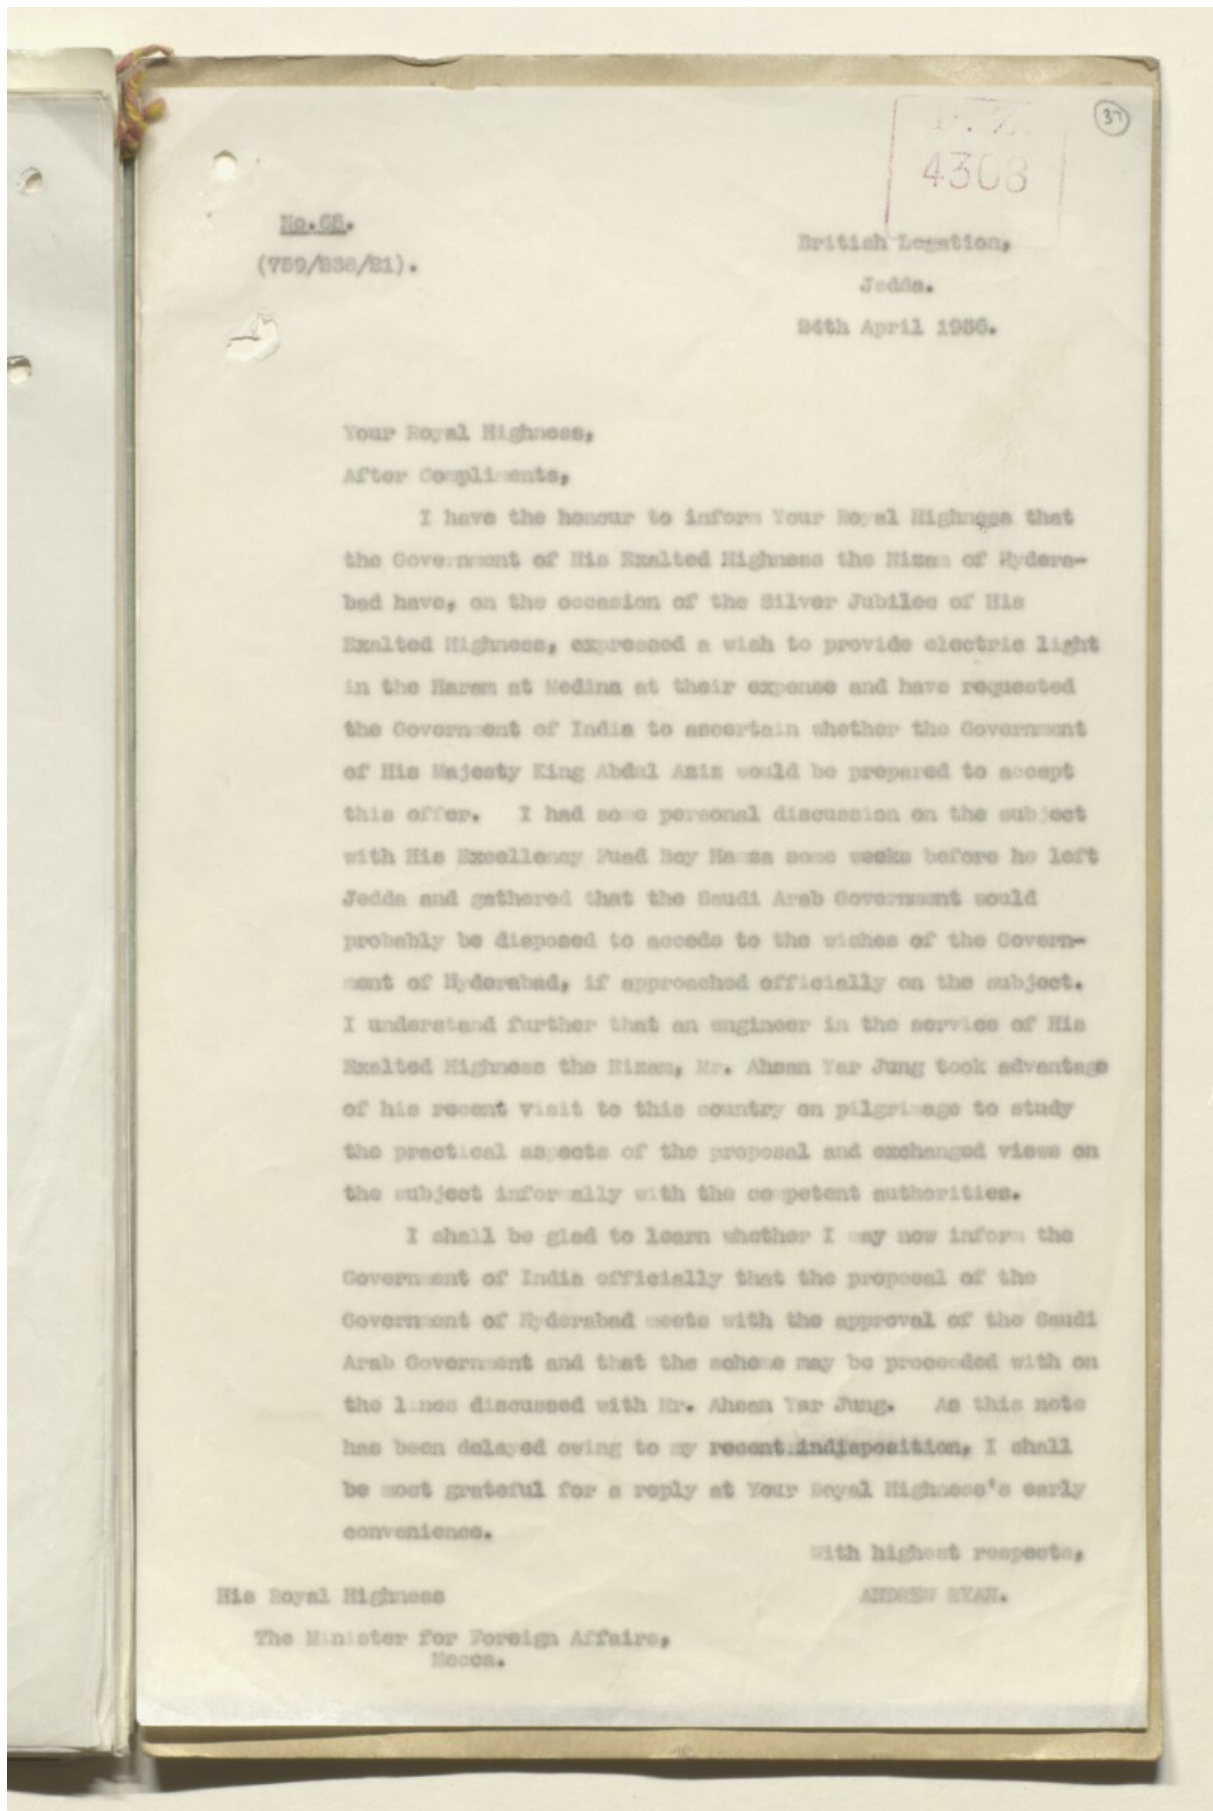 37
P.Z.
4308
British Legation,
Jedda.
24th April 1936.
Your Royal Highness,
After Compliments,
I have the honour to inform Your Royal Highness that
the Government of His Exalted Highness the Nizam of Hydera-
bad have, on the occasion of the Silver Jubilee of His
Exalted Highness, expressed a wish to provide electric light
in the Haram at Medina at their expense and have requested
the Government of India to ascertain whether the Government
of His Majesty King Abdul Aziz would be prepared to accept
this offer. I had some personal discussion on the subject
with His Excellency Fuad Bey Hamza some weeks before he left
Jedda and gathered that the Saudi Arab Government would
probably be disposed to accede to the wishes of the Govern-
ment of Hyderabad, if approached officially on the subject.
I understand further that an engineer in the service of His
Exalted Highness the Nizam, Mr. Ahsan Yar Jung took advantage
of his recent visit to this country on pilgrimage to study
the practical aspects of the proposal and exchanged views on
the subject informally with the competent authorities.
I shall be glad to learn whether I may now inform the
Government of India officially that the proposal of the
Government of Hyderabad meets with the approval of the Saudi
Arab Government and that the scheme may be proceeded with on
the lines discussed with Mr. Ahsan Yar Jung. As this note
has been delayed owing to my recent indisposition, I shall
be most grateful for a reply at Your Royal Highness's early
convenience.
With highest respects,
ANDREW RYAN.
His Royal Highness
The Minister for Foreign Affairs,
Mecca.